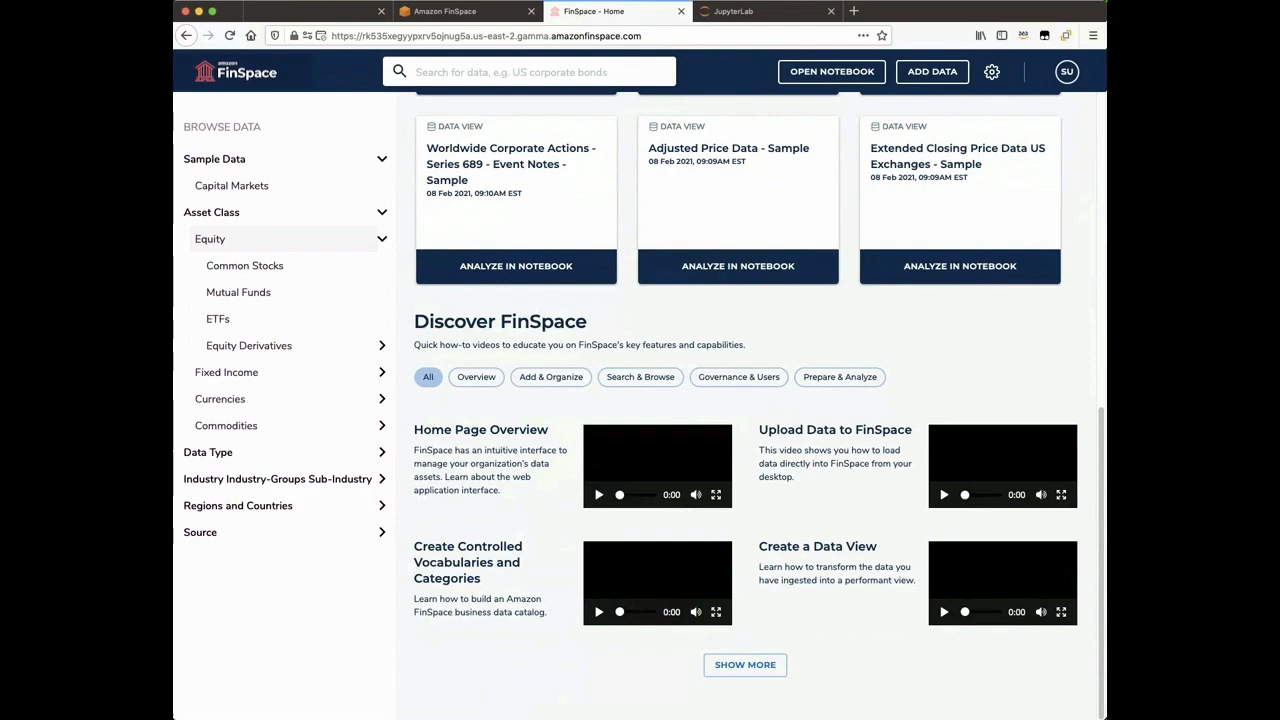 Amazon FinSpace
FinSpace - Home
JupyterLab
https://rk535xegyypxrv5ojnug5a.us-east-2.gamma.amazonfinspace.com
amazon
FinSpace
Search for data, e.g. US corporate bonds
OPEN NOTEBOOK
ADD DATA
SU
BROWSE DATA
Sample Data
Capital Markets
Asset Class
Equity
Common Stocks
Mutual Funds
ETFs
Equity Derivatives
Fixed Income
Currencies
Commodities
Data Type
Industry Industry-Groups Sub-Industry
Regions and Countries
Source
DATA VIEW
Worldwide Corporate Actions -
Series 689 - Event Notes -
Sample
08 Feb 2021, 09:10AM EST
ANALYZE IN NOTEBOOK
DATA VIEW
Adjusted Price Data - Sample
08 Feb 2021, 09:09AM EST
ANALYZE IN NOTEBOOK
DATA VIEW
Extended Closing Price Data US
Exchanges - Sample
08 Feb 2021, 09:09AM EST
ANALYZE IN NOTEBOOK
Discover FinSpace
Quick how-to videos to educate you on FinSpace's key features and capabilities.
All
Overview
Add & Organize
Search & Browse
Governance & Users
Prepare & Analyze
Home Page Overview
FinSpace has an intuitive interface to
manage your organization's data
assets. Learn about the web
application interface.
0:00
Upload Data to FinSpace
This video shows you how to load
data directly into FinSpace from your
desktop.
0:00
Create Controlled
Vocabularies and
Categories
Learn how to build an Amazon
FinSpace business data catalog.
0:00
Create a Data View
Learn how to transform the data you
have ingested into a performant view.
0:00
SHOW MORE